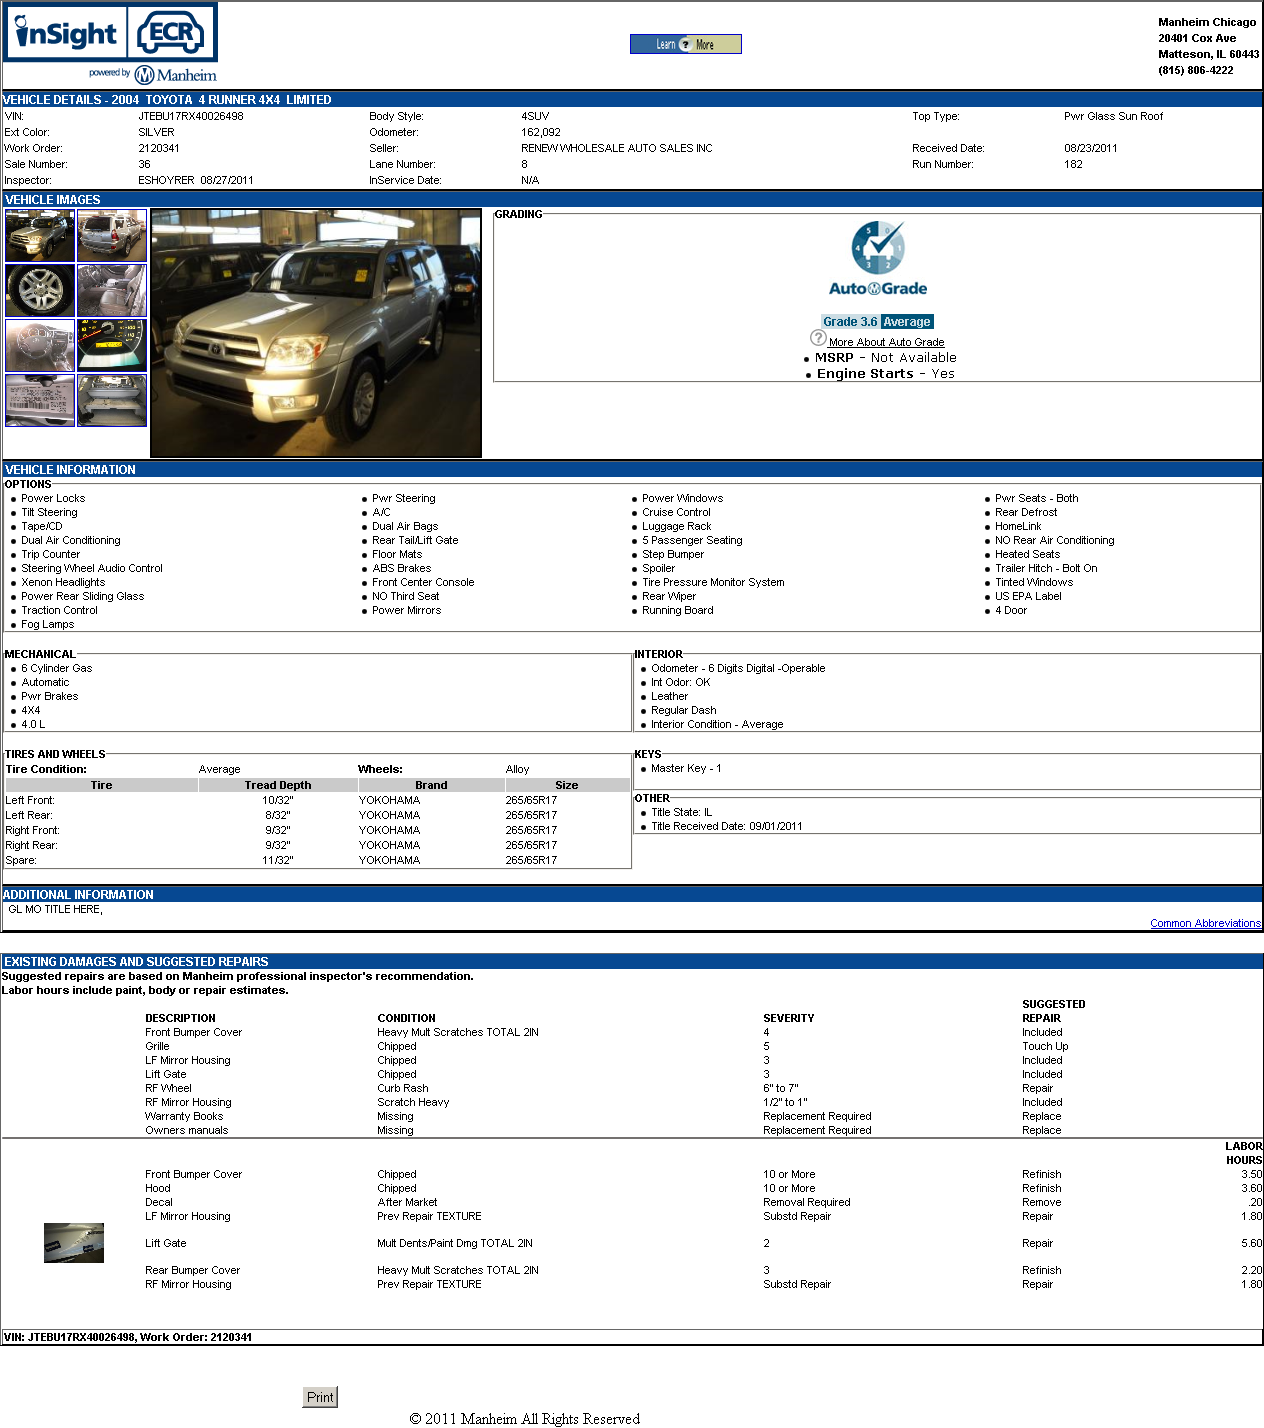 inSight ECR
powered by Manheim
Learn ? More
Manheim Chicago
20401 Cox Ave
Matteson, IL 60443
(815) 806-4222
VEHICLE DETAILS - 2004 TOYOTA 4 RUNNER 4X4 LIMITED
VIN: JTEBU17RX40026498 Body Style: 4SUV Top Type: Pwr Glass Sun Roof
Ext Color: SILVER Odometer: 162,092
Work Order: 2120341 Seller: RENEW WHOLESALE AUTO SALES INC Received Date: 08/23/2011
Sale Number: 36 Lane Number: 8 Run Number: 182
Inspector: ESHOYRER 08/27/2011 InService Date: N/A
VEHICLE IMAGES
GRADING
5 0 4 1 3 2
AutoGrade
Grade 3.6 Average
? More About Auto Grade
MSRP - Not Available
Engine Starts - Yes
VEHICLE INFORMATION
OPTIONS
Power Locks Pwr Steering Power Windows Pwr Seats - Both
Tilt Steering A/C Cruise Control Rear Defrost
Tape/CD Dual Air Bags Luggage Rack HomeLink
Dual Air Conditioning Rear Tail/Lift Gate 5 Passenger Seating NO Rear Air Conditioning
Trip Counter Floor Mats Step Bumper Heated Seats
Steering Wheel Audio Control ABS Brakes Spoiler Trailer Hitch - Bolt On
Xenon Headlights Front Center Console Tire Pressure Monitor System Tinted Windows
Power Rear Sliding Glass NO Third Seat Rear Wiper US EPA Label
Traction Control Power Mirrors Running Board 4 Door
Fog Lamps
MECHANICAL
6 Cylinder Gas
Automatic
Pwr Brakes
4X4
4.0 L
INTERIOR
Odometer - 6 Digits Digital -Operable
Int Odor: OK
Leather
Regular Dash
Interior Condition - Average
TIRES AND WHEELS
Tire Condition: Average Wheels: Alloy
Tire Tread Depth Brand Size
Left Front: 10/32" YOKOHAMA 265/65R17
Left Rear: 8/32" YOKOHAMA 265/65R17
Right Front: 9/32" YOKOHAMA 265/65R17
Right Rear: 9/32" YOKOHAMA 265/65R17
Spare: 11/32" YOKOHAMA 265/65R17
KEYS
Master Key - 1
OTHER
Title State: IL
Title Received Date: 09/01/2011
ADDITIONAL INFORMATION
GL MO TITLE HERE,
Common Abbreviations
EXISTING DAMAGES AND SUGGESTED REPAIRS
Suggested repairs are based on Manheim professional inspector's recommendation.
Labor hours include paint, body or repair estimates.
DESCRIPTION CONDITION SEVERITY SUGGESTED REPAIR
Front Bumper Cover Heavy Mult Scratches TOTAL 2IN 4 Included
Grille Chipped 5 Touch Up
LF Mirror Housing Chipped 3 Included
Lift Gate Chipped 3 Included
RF Wheel Curb Rash 6" to 7" Repair
RF Mirror Housing Scratch Heavy 1/2" to 1" Included
Warranty Books Missing Replacement Required Replace
Owners manuals Missing Replacement Required Replace
LABOR HOURS
Front Bumper Cover Chipped 10 or More Refinish 3.50
Hood Chipped 10 or More Refinish 3.60
Decal After Market Removal Required Remove .20
LF Mirror Housing Prev Repair TEXTURE Substd Repair Repair 1.80
Lift Gate Mult Dents/Paint Dmg TOTAL 2IN 2 Repair 5.60
Rear Bumper Cover Heavy Mult Scratches TOTAL 2IN 3 Refinish 2.20
RF Mirror Housing Prev Repair TEXTURE Substd Repair Repair 1.80
VIN: JTEBU17RX40026498, Work Order: 2120341
Print
© 2011 Manheim All Rights Reserved